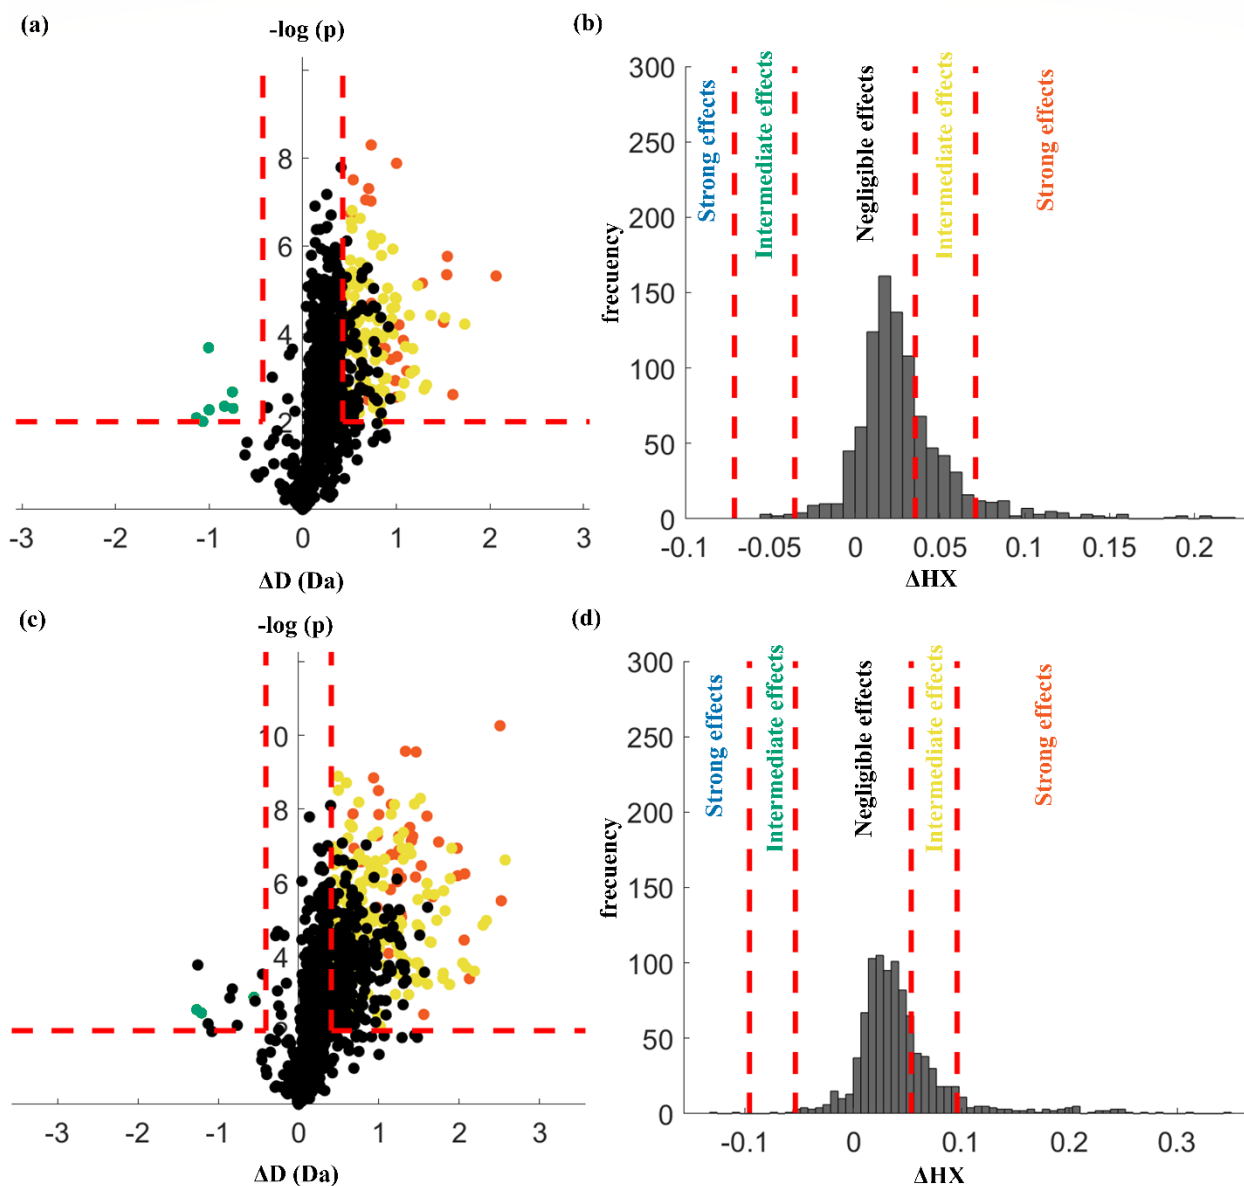 (a)
-log (p)
8
6
4
2
-3 -2 -1 0 1 2 3
ΔD (Da)
(b)
300
250
200
150
100
50
0
frecuency
Strong effects
Intermediate effects
Negligible effects
Intermediate effects
Strong effects
-0.1 -0.05 0 0.05 0.1 0.15 0.2
ΔHX
(c)
-log (p)
10
8
6
4
2
-3 -2 -1 0 1 2 3
ΔD (Da)
(d)
300
250
200
150
100
50
0
frecuency
Strong effects
Intermediate effects
Negligible effects
Intermediate effects
Strong effects
-0.1 0 0.1 0.2 0.3
ΔHX